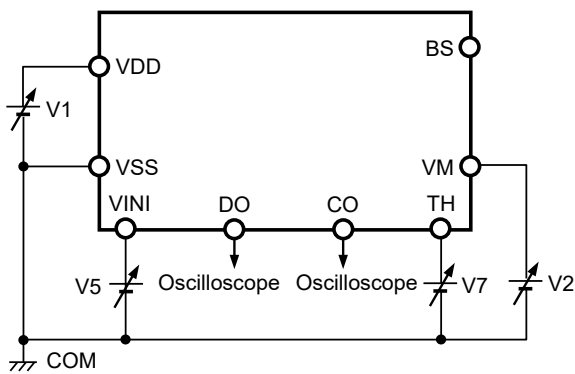 BS
VDD
V1
VSS
VM
VINI
DO
CO
TH
V5
Oscilloscope
Oscilloscope
V7
V2
COM